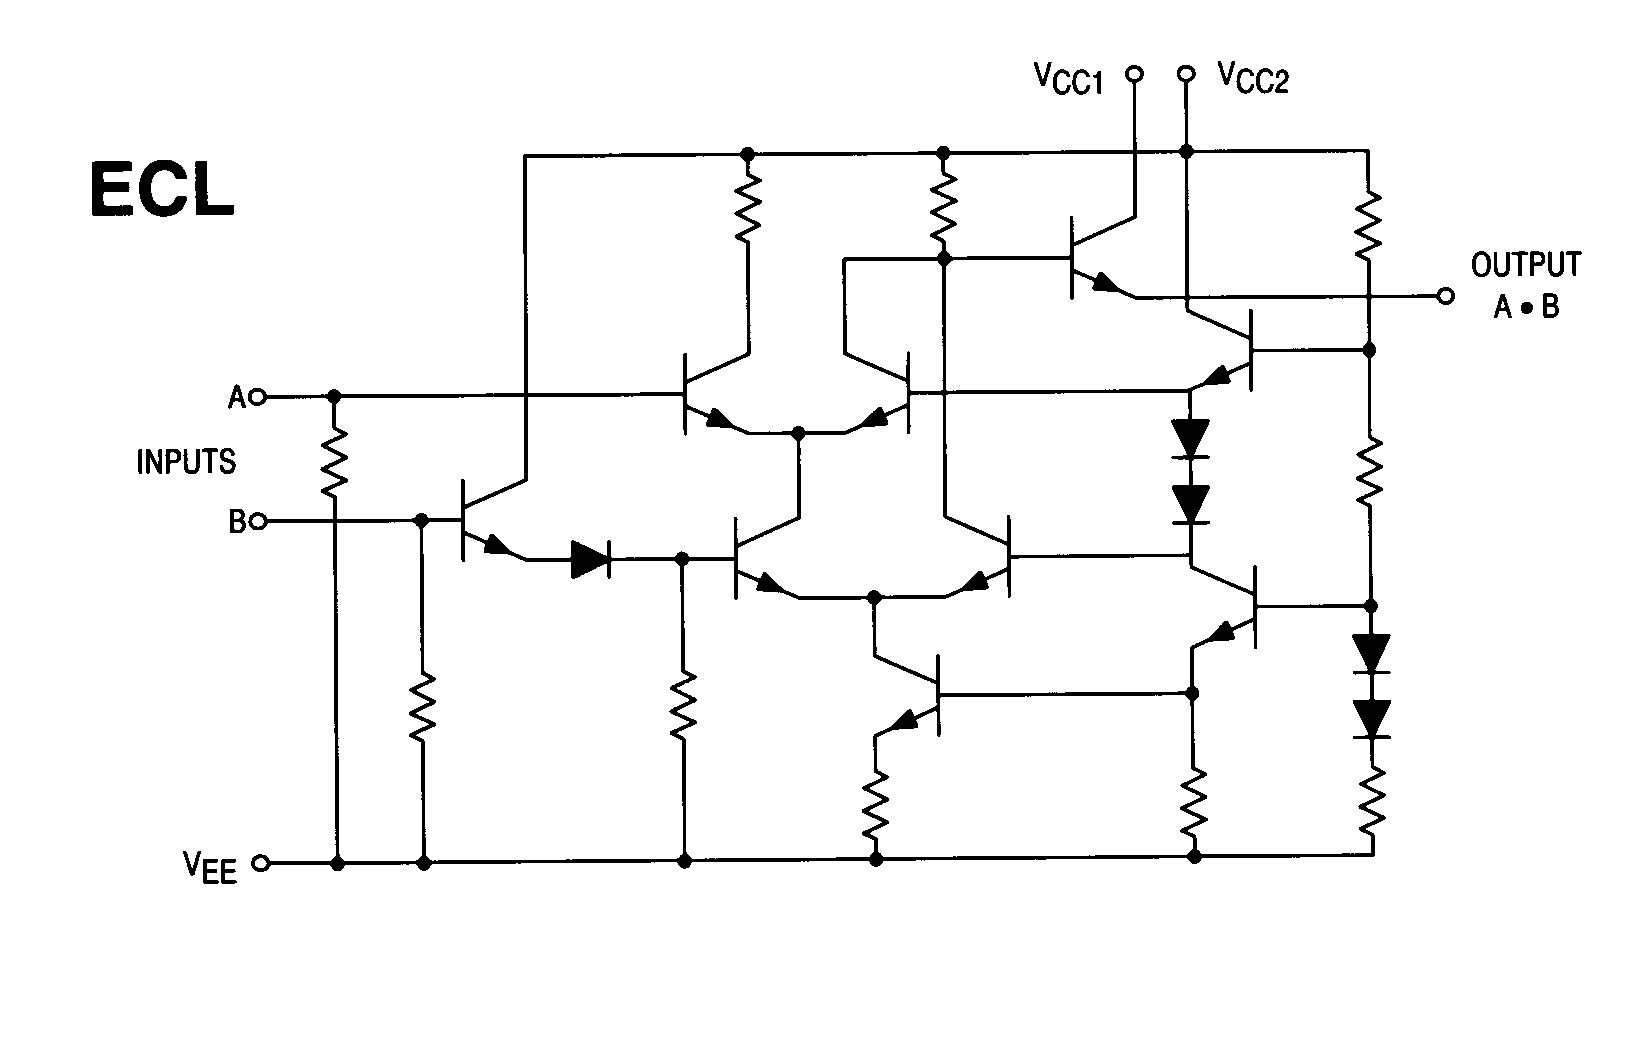 VCC1
VCC2
ECL
OUTPUT
A • B
A
INPUTS
B
VEE